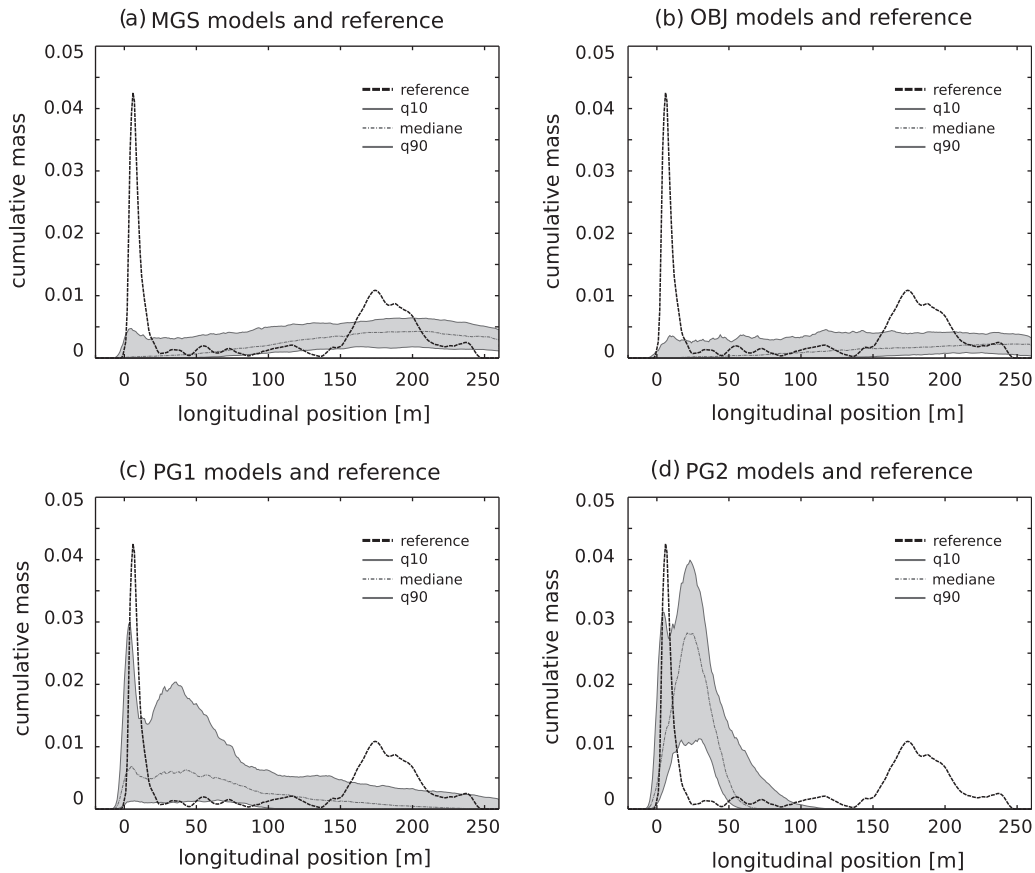 (a) MGS models and reference
0.05
0.04
0.03
0.02
0.01
0
cumulative mass
reference
q10
mediane
q90
0 50 100 150 200 250
longitudinal position [m]
(b) OBJ models and reference
0.05
0.04
0.03
0.02
0.01
0
cumulative mass
reference
q10
mediane
q90
0 50 100 150 200 250
longitudinal position [m]
(c) PG1 models and reference
0.05
0.04
0.03
0.02
0.01
0
cumulative mass
reference
q10
mediane
q90
0 50 100 150 200 250
longitudinal position [m]
(d) PG2 models and reference
0.05
0.04
0.03
0.02
0.01
0
cumulative mass
reference
q10
mediane
q90
0 50 100 150 200 250
longitudinal position [m]